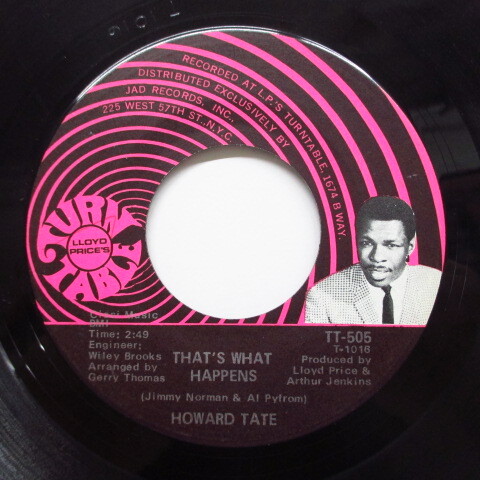 RECORDED AT L.P.'S TURNTABLE, 1674 B'WAY.
DISTRIBUTED EXCLUSIVELY BY
JAD RECORDS, INC.,
225 WEST 57TH ST., N.Y.C.
TURN
LLOYD
PRICE'S
TABLE
Music
BMI
Time: 2:49
Engineer;
Wiley Brooks
Arranged by
Gerry Thomas
THAT'S WHAT
HAPPENS
(Jimmy Norman & Al Pyfrom)
HOWARD TATE
TT-505
T-1016
Produced by
Lloyd Price &
Arthur Jenkins